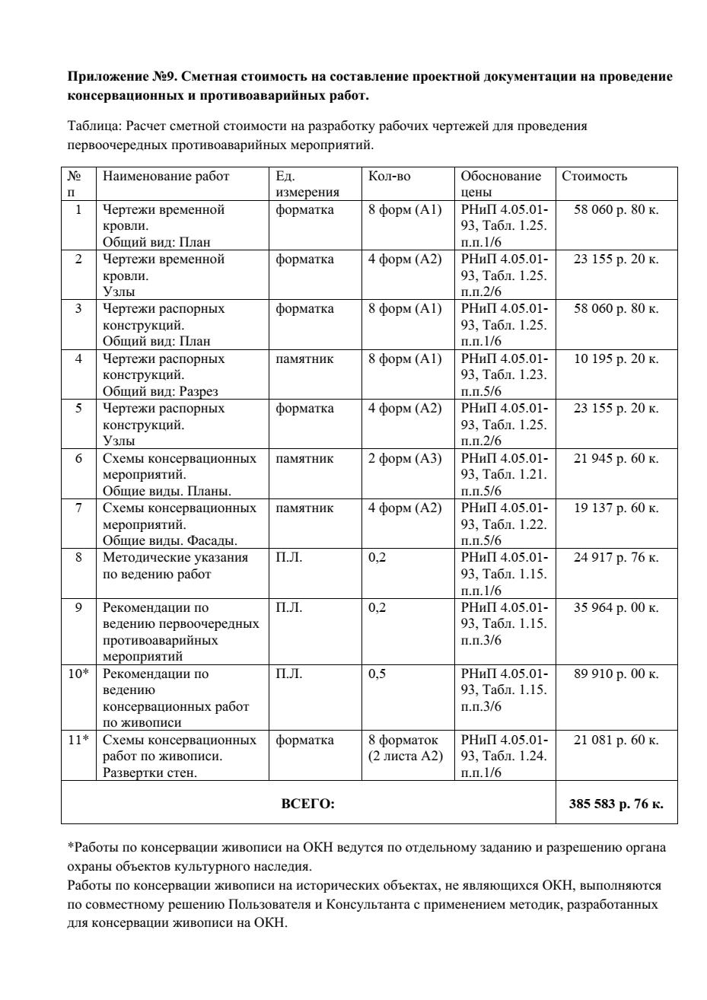 Приложение №9. Сметная стоимость на составление проектной документации на проведение
консервационных и противоаварийных работ.
Таблица: Расчет сметной стоимости на разработку рабочих чертежей для проведения
первоочередных противоаварийных мероприятий.
№ Наименование работ Ед. Кол-во Обоснование Стоимость
п измерения цены
1 Чертежи временной форматка 8 форм (А1) РНиП 4.05.01- 58 060 р. 80 к.
кровли. 93, Табл. 1.25.
Общий вид: План п.п.1/6
2 Чертежи временной форматка 4 форм (А2) РНиП 4.05.01- 23 155 р. 20 к.
кровли. 93, Табл. 1.25.
Узлы п.п.2/6
3 Чертежи распорных форматка 8 форм (А1) РНиП 4.05.01- 58 060 р. 80 к.
конструкций. 93, Табл. 1.25.
Общий вид: План п.п.1/6
4 Чертежи распорных памятник 8 форм (А1) РНиП 4.05.01- 10 195 р. 20 к.
конструкций. 93, Табл. 1.23.
Общий вид: Разрез п.п.5/6
5 Чертежи распорных форматка 4 форм (А2) РНиП 4.05.01- 23 155 р. 20 к.
конструкций. 93, Табл. 1.25.
Узлы п.п.2/6
6 Схемы консервационных памятник 2 форм (А3) РНиП 4.05.01- 21 945 р. 60 к.
мероприятий. 93, Табл. 1.21.
Общие виды. Планы. п.п.5/6
7 Схемы консервационных памятник 4 форм (А2) РНиП 4.05.01- 19 137 р. 60 к.
мероприятий. 93, Табл. 1.22.
Общие виды. Фасады. п.п.5/6
8 Методические указания П.Л. 0,2 РНиП 4.05.01- 24 917 р. 76 к.
по ведению работ 93, Табл. 1.15.
п.п.1/6
9 Рекомендации по П.Л. 0,2 РНиП 4.05.01- 35 964 р. 00 к.
ведению первоочередных 93, Табл. 1.15.
противоаварийных п.п.3/6
мероприятий
10* Рекомендации по П.Л. 0,5 РНиП 4.05.01- 89 910 р. 00 к.
ведению 93, Табл. 1.15.
консервационных работ п.п.3/6
по живописи
11* Схемы консервационных форматка 8 форматок РНиП 4.05.01- 21 081 р. 60 к.
работ по живописи. (2 листа А2) 93, Табл. 1.24.
Развертки стен. п.п.1/6
ВСЕГО: 385 583 р. 76 к.
*Работы по консервации живописи на ОКН ведутся по отдельному заданию и разрешению органа
охраны объектов культурного наследия.
Работы по консервации живописи на исторических объектах, не являющихся ОКН, выполняются
по совместному решению Пользователя и Консультанта с применением методик, разработанных
для консервации живописи на ОКН.